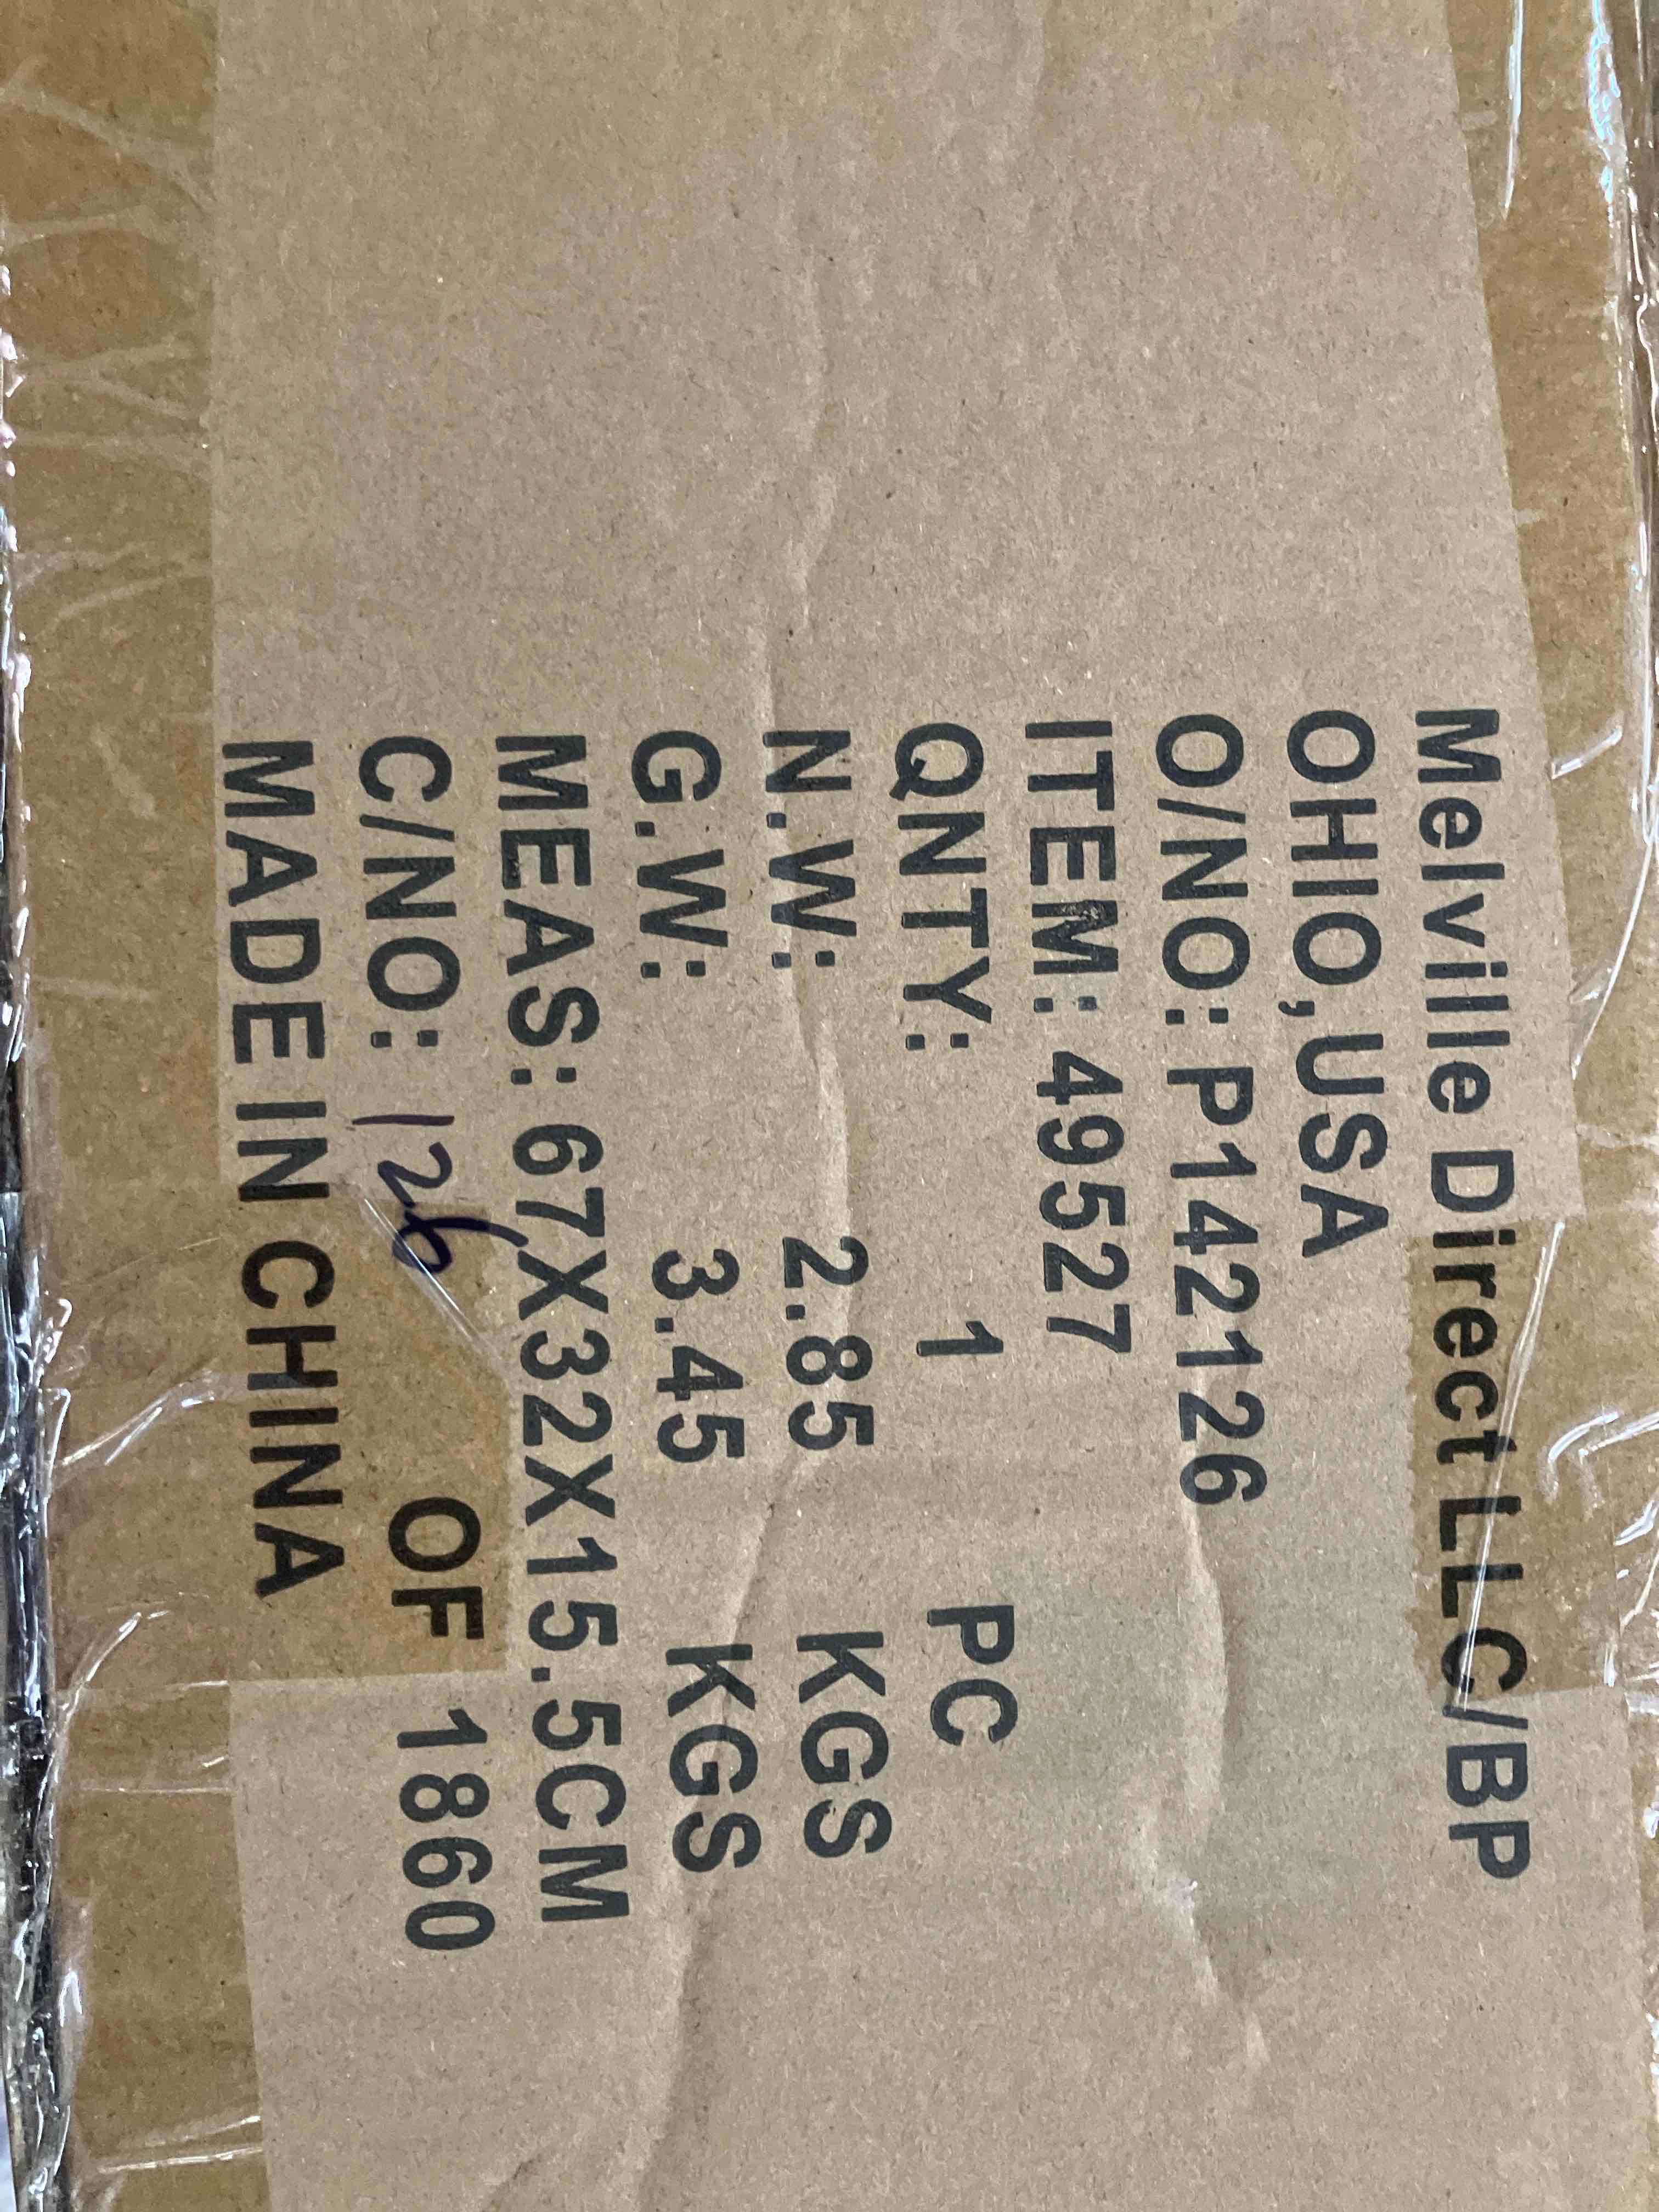 Melville Direct LLC/BP
OHIO,USA
O/NO: P142126
ITEM: 49527
QNTY: 1 PC
N.W: 2.85 KGS
G.W: 3.45 KGS
MEAS: 67X32X15.5CM
C/NO: 126 OF 1860
MADE IN CHINA